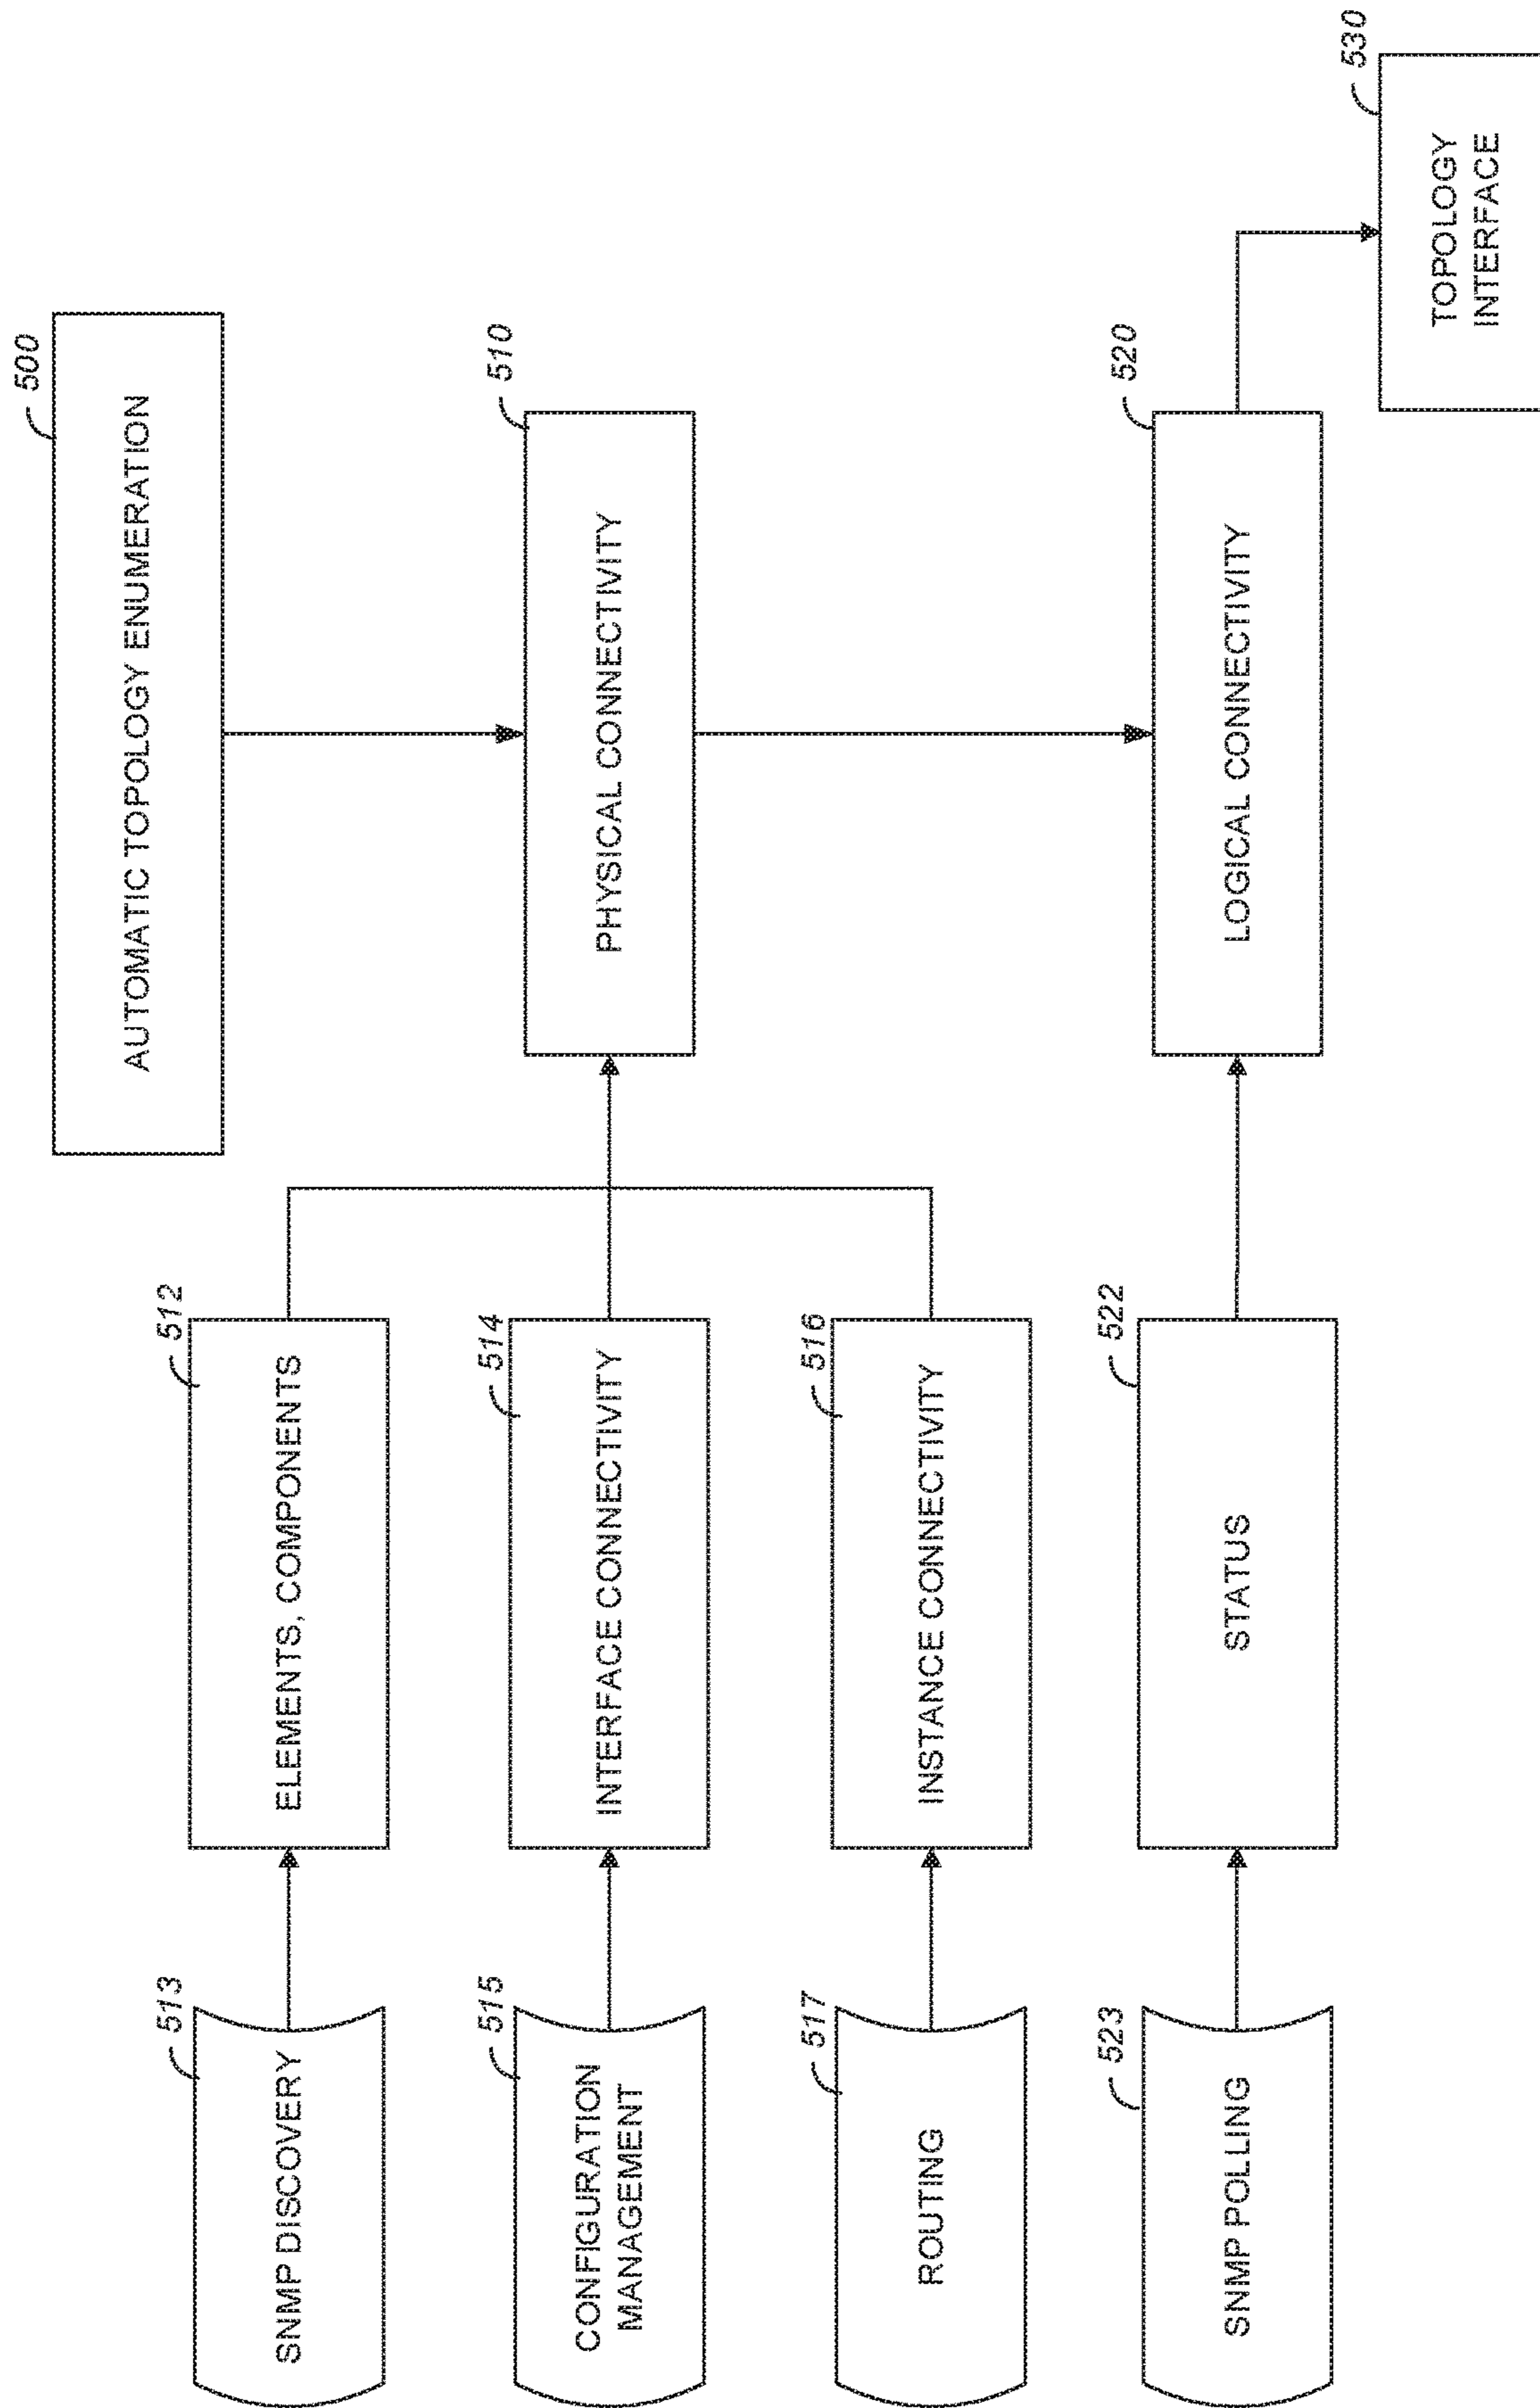 500
AUTOMATIC TOPOLOGY ENUMERATION
513
SNMP DISCOVERY
512
ELEMENTS, COMPONENTS
510
PHYSICAL CONNECTIVITY
515
CONFIGURATION
MANAGEMENT
514
INTERFACE CONNECTIVITY
517
ROUTING
516
INSTANCE CONNECTIVITY
523
SNMP POLLING
522
STATUS
520
LOGICAL CONNECTIVITY
530
TOPOLOGY
INTERFACE